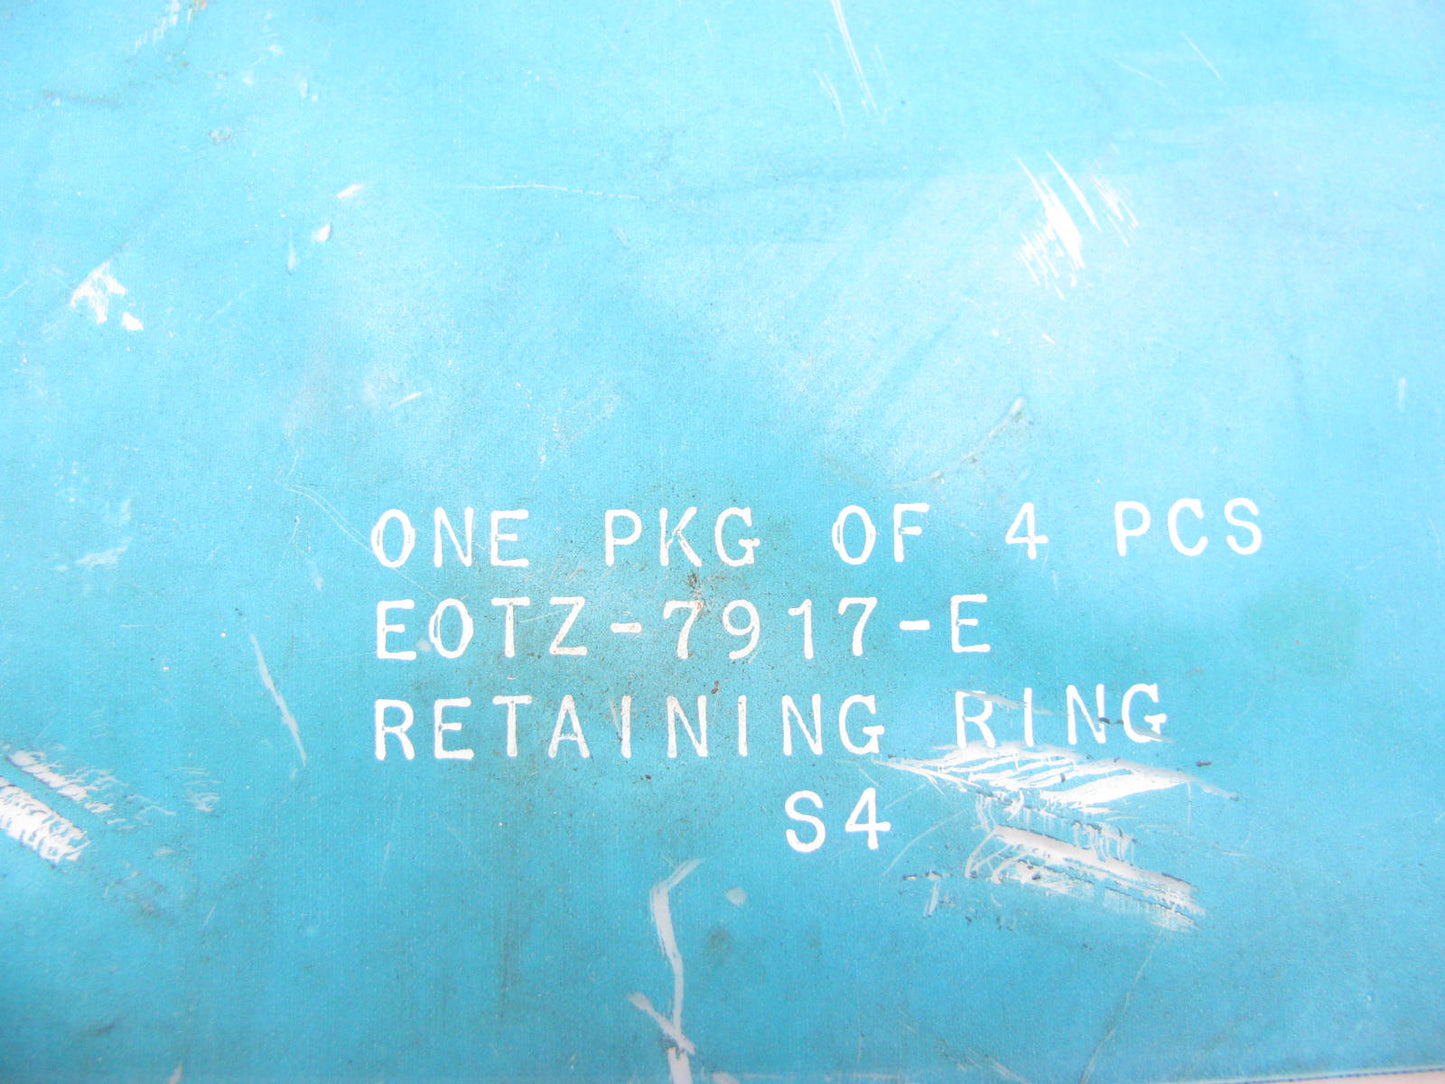 ONE PKG OF 4 PCS
EOTZ-7917-E
RETAINING RING
S4